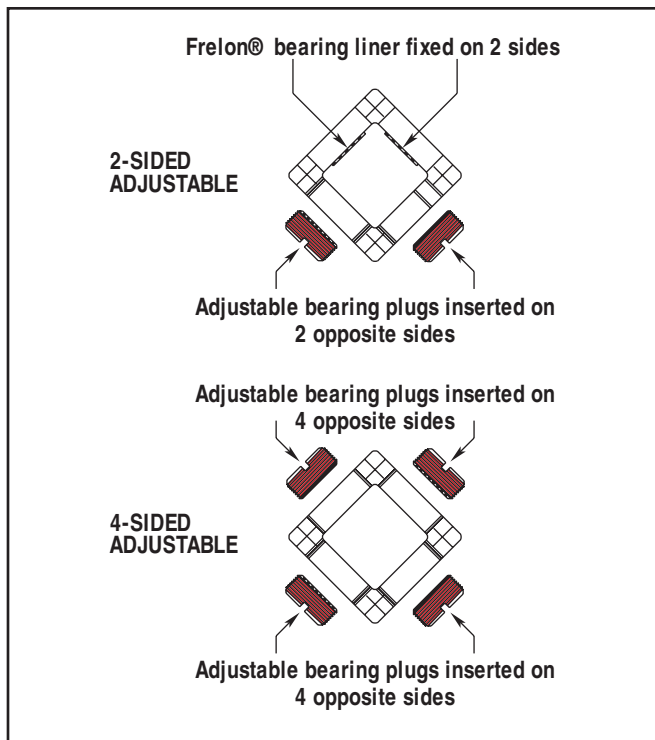 Frelon® bearing liner fixed on 2 sides
2-SIDED
ADJUSTABLE
Adjustable bearing plugs inserted on
2 opposite sides
Adjustable bearing plugs inserted on
4 opposite sides
4-SIDED
ADJUSTABLE
Adjustable bearing plugs inserted on
4 opposite sides